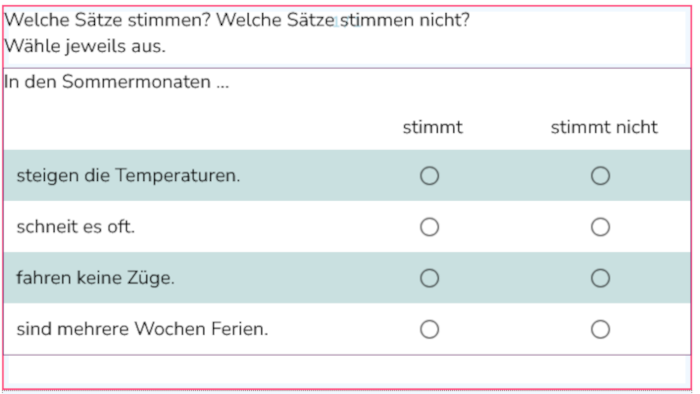 Welche Sätze stimmen? Welche Sätze stimmen nicht?
Wähle jeweils aus.
In den Sommermonaten ...
stimmt stimmt nicht
steigen die Temperaturen.
schneit es oft.
fahren keine Züge.
sind mehrere Wochen Ferien.